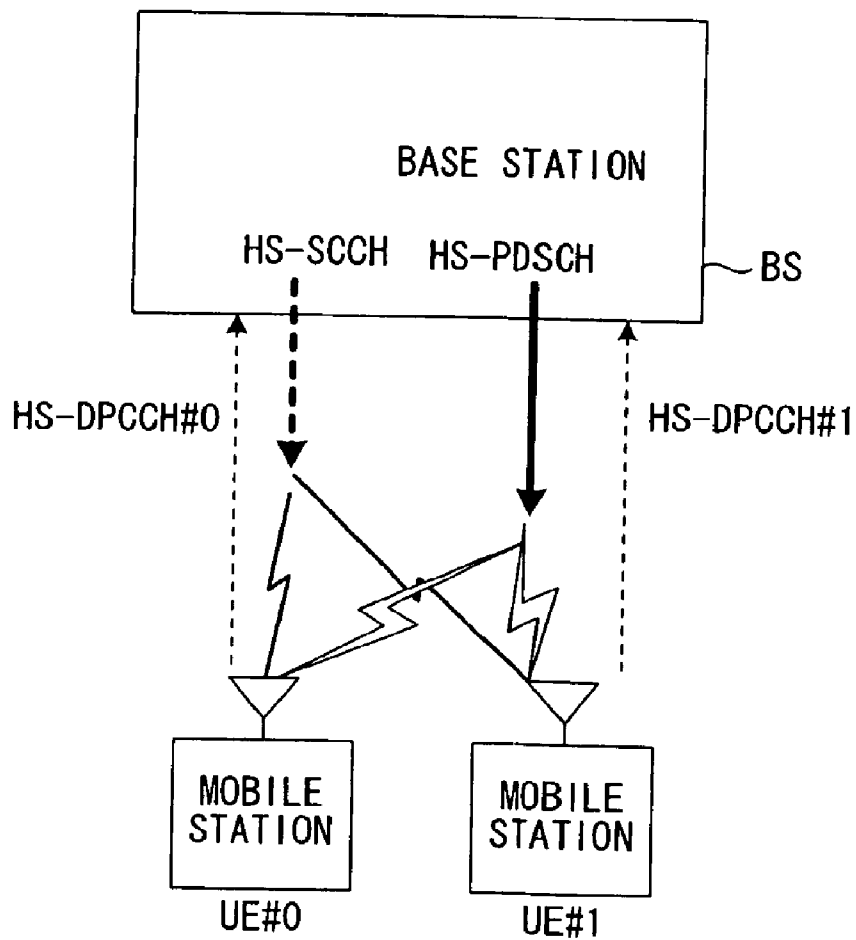 BASE STATION
HS-SCCH
HS-PDSCH
BS
HS-DPCCH#0
HS-DPCCH#1
MOBILE
STATION
MOBILE
STATION
UE#0
UE#1